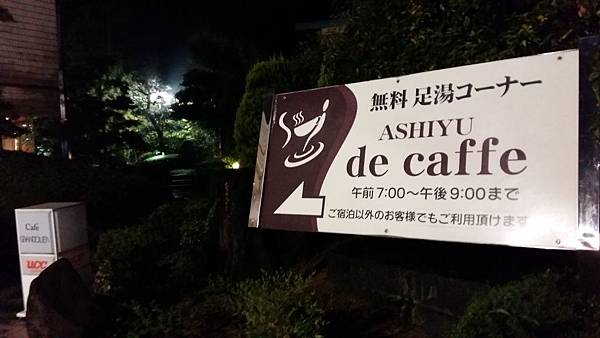 無料 足湯コーナー
ASHIYU
de caffe
午前7:00〜午後9:00まで
ご宿泊以外のお客様でもご利用頂けます
Cafe
UCC